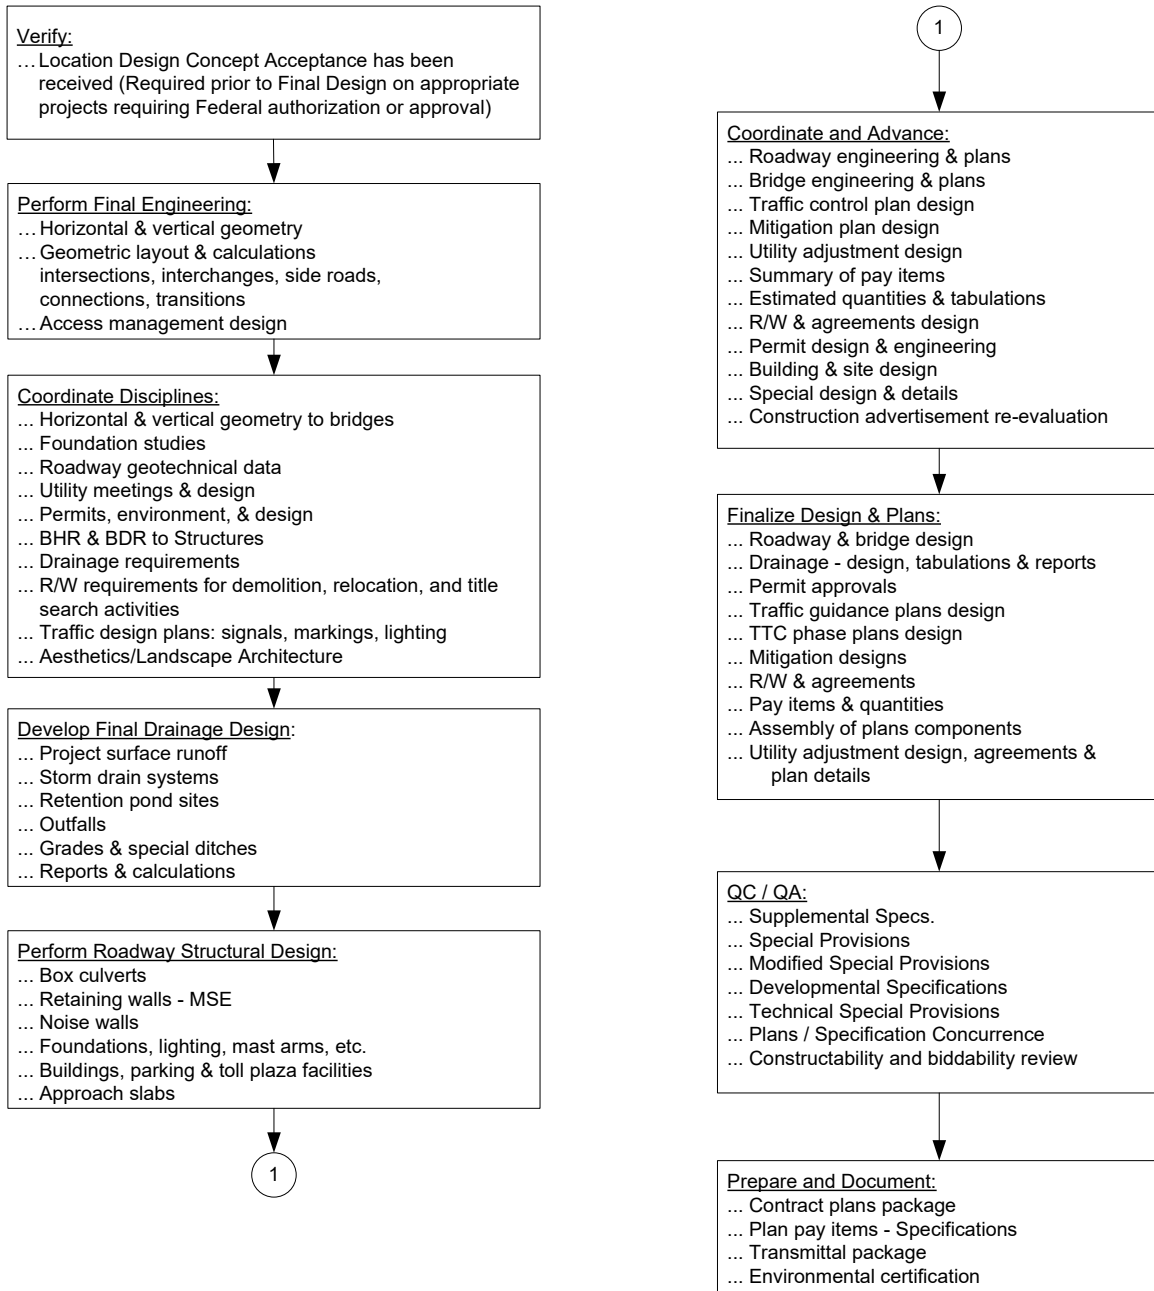 Verify:
…Location Design Concept Acceptance has been
received (Required prior to Final Design on appropriate
projects requiring Federal authorization or approval)
Perform Final Engineering:
…Horizontal & vertical geometry
…Geometric layout & calculations
intersections, interchanges, side roads,
connections, transitions
…Access management design
Coordinate Disciplines:
... Horizontal & vertical geometry to bridges
... Foundation studies
... Roadway geotechnical data
... Utility meetings & design
... Permits, environment, & design
... BHR & BDR to Structures
... Drainage requirements
... R/W requirements for demolition, relocation, and title
search activities
... Traffic design plans: signals, markings, lighting
... Aesthetics/Landscape Architecture
Develop Final Drainage Design:
... Project surface runoff
... Storm drain systems
... Retention pond sites
... Outfalls
... Grades & special ditches
... Reports & calculations
Perform Roadway Structural Design:
... Box culverts
... Retaining walls - MSE
... Noise walls
... Foundations, lighting, mast arms, etc.
... Buildings, parking & toll plaza facilities
... Approach slabs
1
1
Coordinate and Advance:
... Roadway engineering & plans
... Bridge engineering & plans
... Traffic control plan design
... Mitigation plan design
... Utility adjustment design
... Summary of pay items
... Estimated quantities & tabulations
... R/W & agreements design
... Permit design & engineering
... Building & site design
... Special design & details
... Construction advertisement re-evaluation
Finalize Design & Plans:
... Roadway & bridge design
... Drainage - design, tabulations & reports
... Permit approvals
... Traffic guidance plans design
... TTC phase plans design
... Mitigation designs
... R/W & agreements
... Pay items & quantities
... Assembly of plans components
... Utility adjustment design, agreements &
plan details
QC / QA:
... Supplemental Specs.
... Special Provisions
... Modified Special Provisions
... Developmental Specifications
... Technical Special Provisions
... Plans / Specification Concurrence
... Constructability and biddability review
Prepare and Document:
... Contract plans package
... Plan pay items - Specifications
... Transmittal package
... Environmental certification